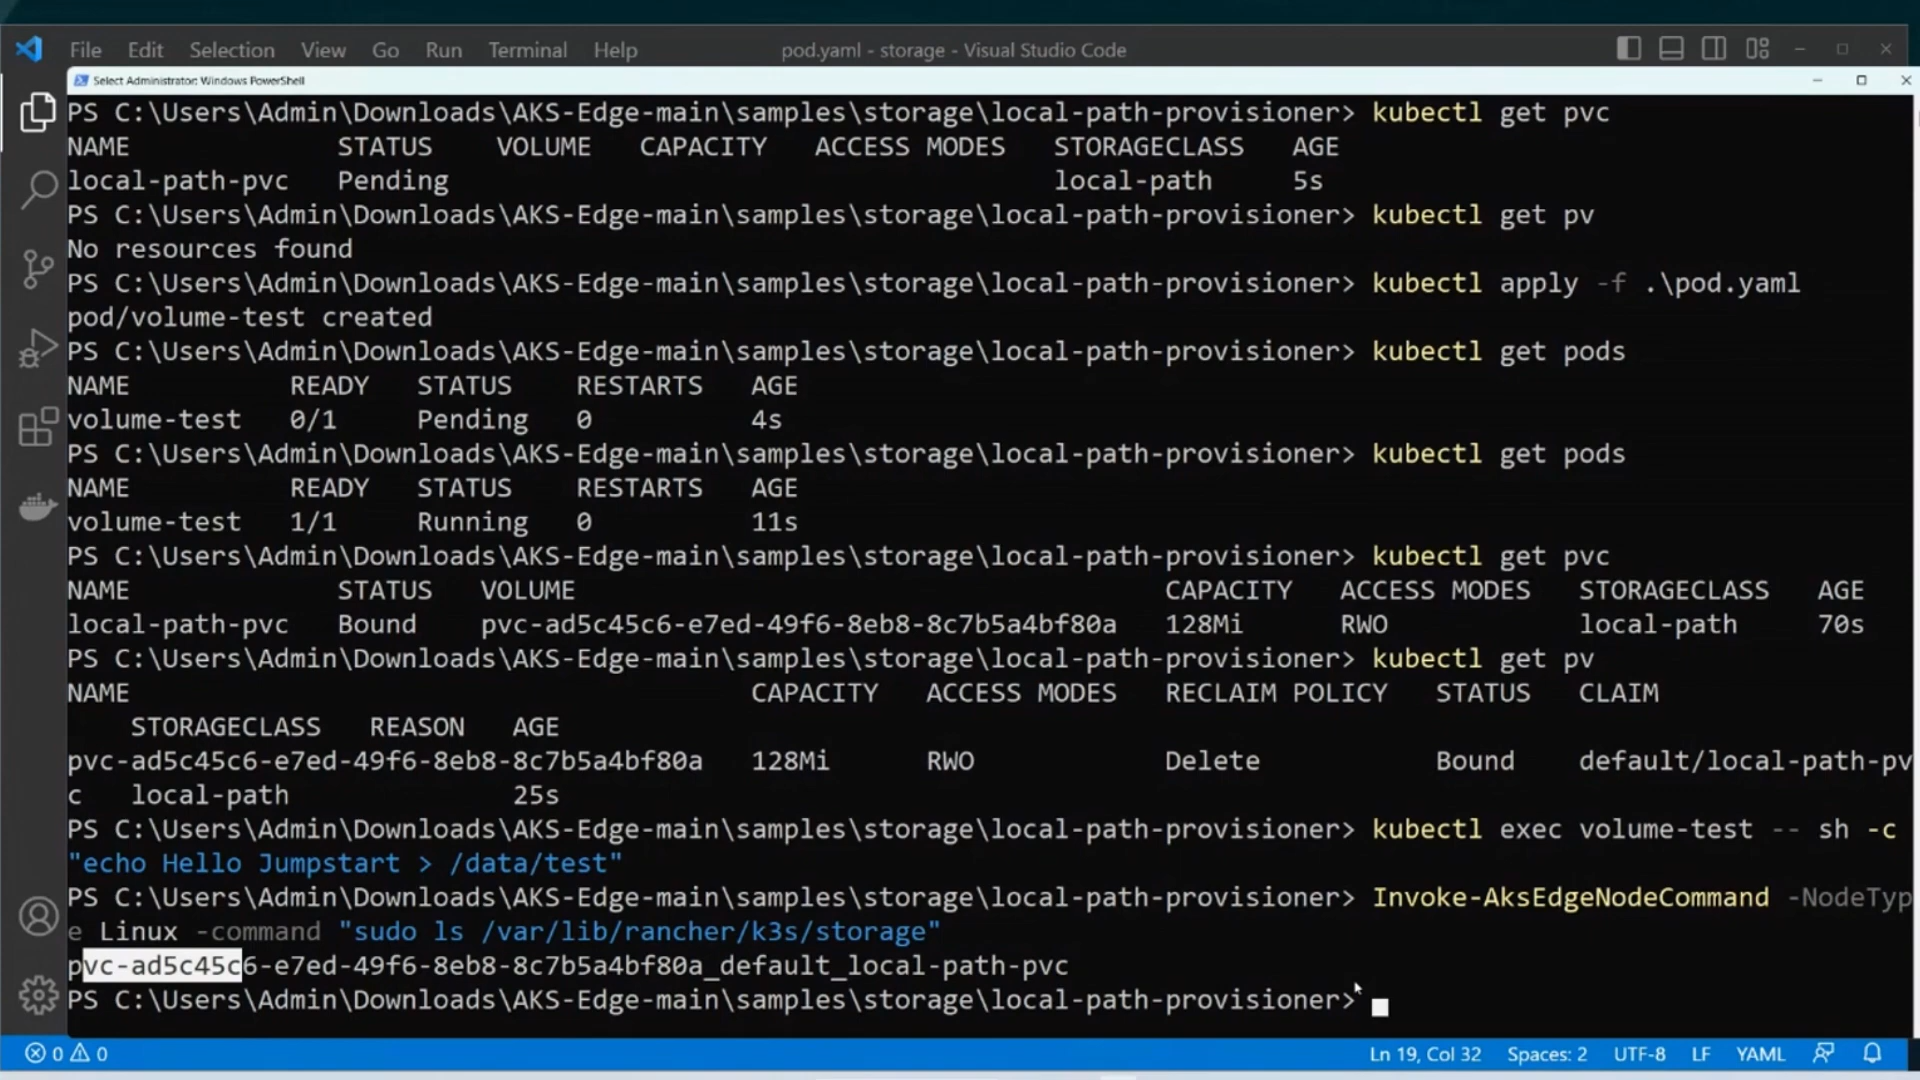 File Edit Selection View Go Run Terminal Help pod.yaml - storage - Visual Studio Code
Select Administrator: Windows PowerShell
PS C:\Users\Admin\Downloads\AKS-Edge-main\samples\storage\local-path-provisioner> kubectl get pvc
NAME STATUS VOLUME CAPACITY ACCESS MODES STORAGECLASS AGE
local-path-pvc Pending local-path 5s
PS C:\Users\Admin\Downloads\AKS-Edge-main\samples\storage\local-path-provisioner> kubectl get pv
No resources found
PS C:\Users\Admin\Downloads\AKS-Edge-main\samples\storage\local-path-provisioner> kubectl apply -f .\pod.yaml
pod/volume-test created
PS C:\Users\Admin\Downloads\AKS-Edge-main\samples\storage\local-path-provisioner> kubectl get pods
NAME READY STATUS RESTARTS AGE
volume-test 0/1 Pending 0 4s
PS C:\Users\Admin\Downloads\AKS-Edge-main\samples\storage\local-path-provisioner> kubectl get pods
NAME READY STATUS RESTARTS AGE
volume-test 1/1 Running 0 11s
PS C:\Users\Admin\Downloads\AKS-Edge-main\samples\storage\local-path-provisioner> kubectl get pvc
NAME STATUS VOLUME CAPACITY ACCESS MODES STORAGECLASS AGE
local-path-pvc Bound pvc-ad5c45c6-e7ed-49f6-8eb8-8c7b5a4bf80a 128Mi RWO local-path 70s
PS C:\Users\Admin\Downloads\AKS-Edge-main\samples\storage\local-path-provisioner> kubectl get pv
NAME CAPACITY ACCESS MODES RECLAIM POLICY STATUS CLAIM
STORAGECLASS REASON AGE
pvc-ad5c45c6-e7ed-49f6-8eb8-8c7b5a4bf80a 128Mi RWO Delete Bound default/local-path-pv
c local-path 25s
PS C:\Users\Admin\Downloads\AKS-Edge-main\samples\storage\local-path-provisioner> kubectl exec volume-test -- sh -c
"echo Hello Jumpstart > /data/test"
PS C:\Users\Admin\Downloads\AKS-Edge-main\samples\storage\local-path-provisioner> Invoke-AksEdgeNodeCommand -NodeTyp
e Linux -command "sudo ls /var/lib/rancher/k3s/storage"
pvc-ad5c45c6-e7ed-49f6-8eb8-8c7b5a4bf80a_default_local-path-pvc
PS C:\Users\Admin\Downloads\AKS-Edge-main\samples\storage\local-path-provisioner>
0 0 Ln 19, Col 32 Spaces: 2 UTF-8 LF YAML